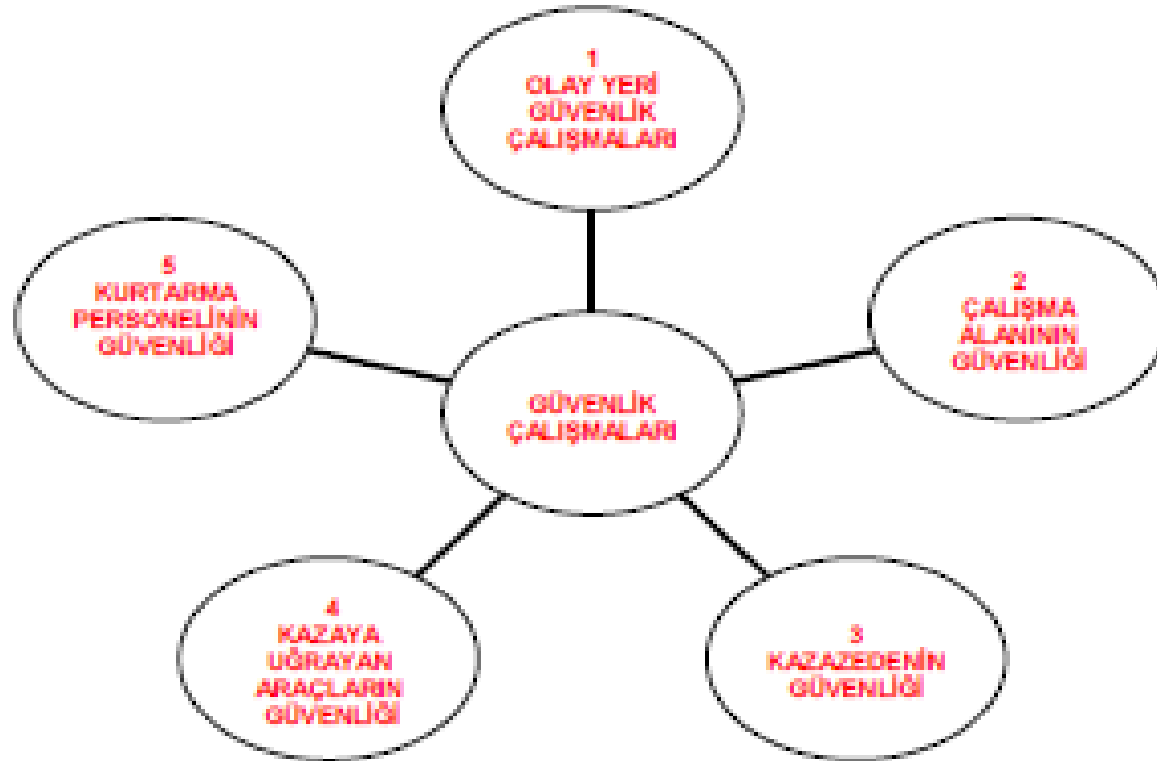 1
OLAY YERİ
GÜVENLİK
ÇALIŞMALARI
2
ÇALIŞMA
ALANININ
GÜVENLİĞİ
3
KAZAZEDENİN
GÜVENLİĞİ
4
KAZAYA
UĞRAYAN
ARAÇLARIN
GÜVENLİĞİ
5
KURTARMA
PERSONELİNİN
GÜVENLİĞİ
GÜVENLİK
ÇALIŞMALARI